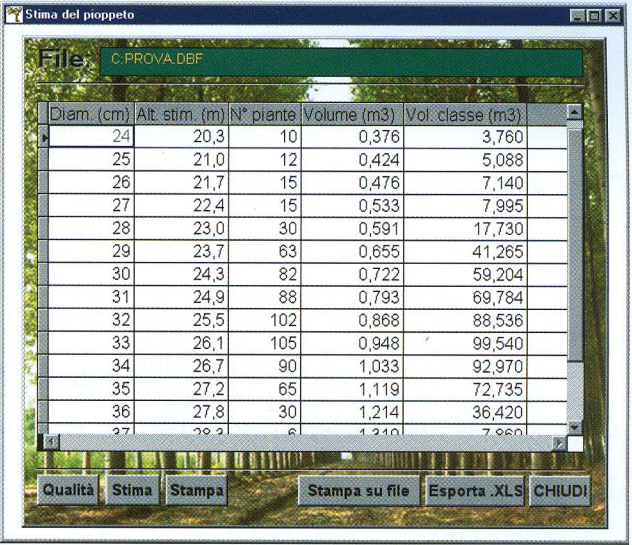 Stima del pioppeto
File: C:PROVA.DBF
Diam. (cm) Alt. stim. (m) N° piante Volume (m3) Vol. classe (m3)
24 20,3 10 0,376 3,760
25 21,0 12 0,424 5,088
26 21,7 15 0,476 7,140
27 22,4 15 0,533 7,995
28 23,0 30 0,591 17,730
29 23,7 63 0,655 41,265
30 24,3 82 0,722 59,204
31 24,9 88 0,793 69,784
32 25,5 102 0,868 88,536
33 26,1 105 0,948 99,540
34 26,7 90 1,033 92,970
35 27,2 65 1,119 72,735
36 27,8 30 1,214 36,420
37 28,3 6
Qualità Stima Stampa Stampa su file Esporta .XLS CHIUDI